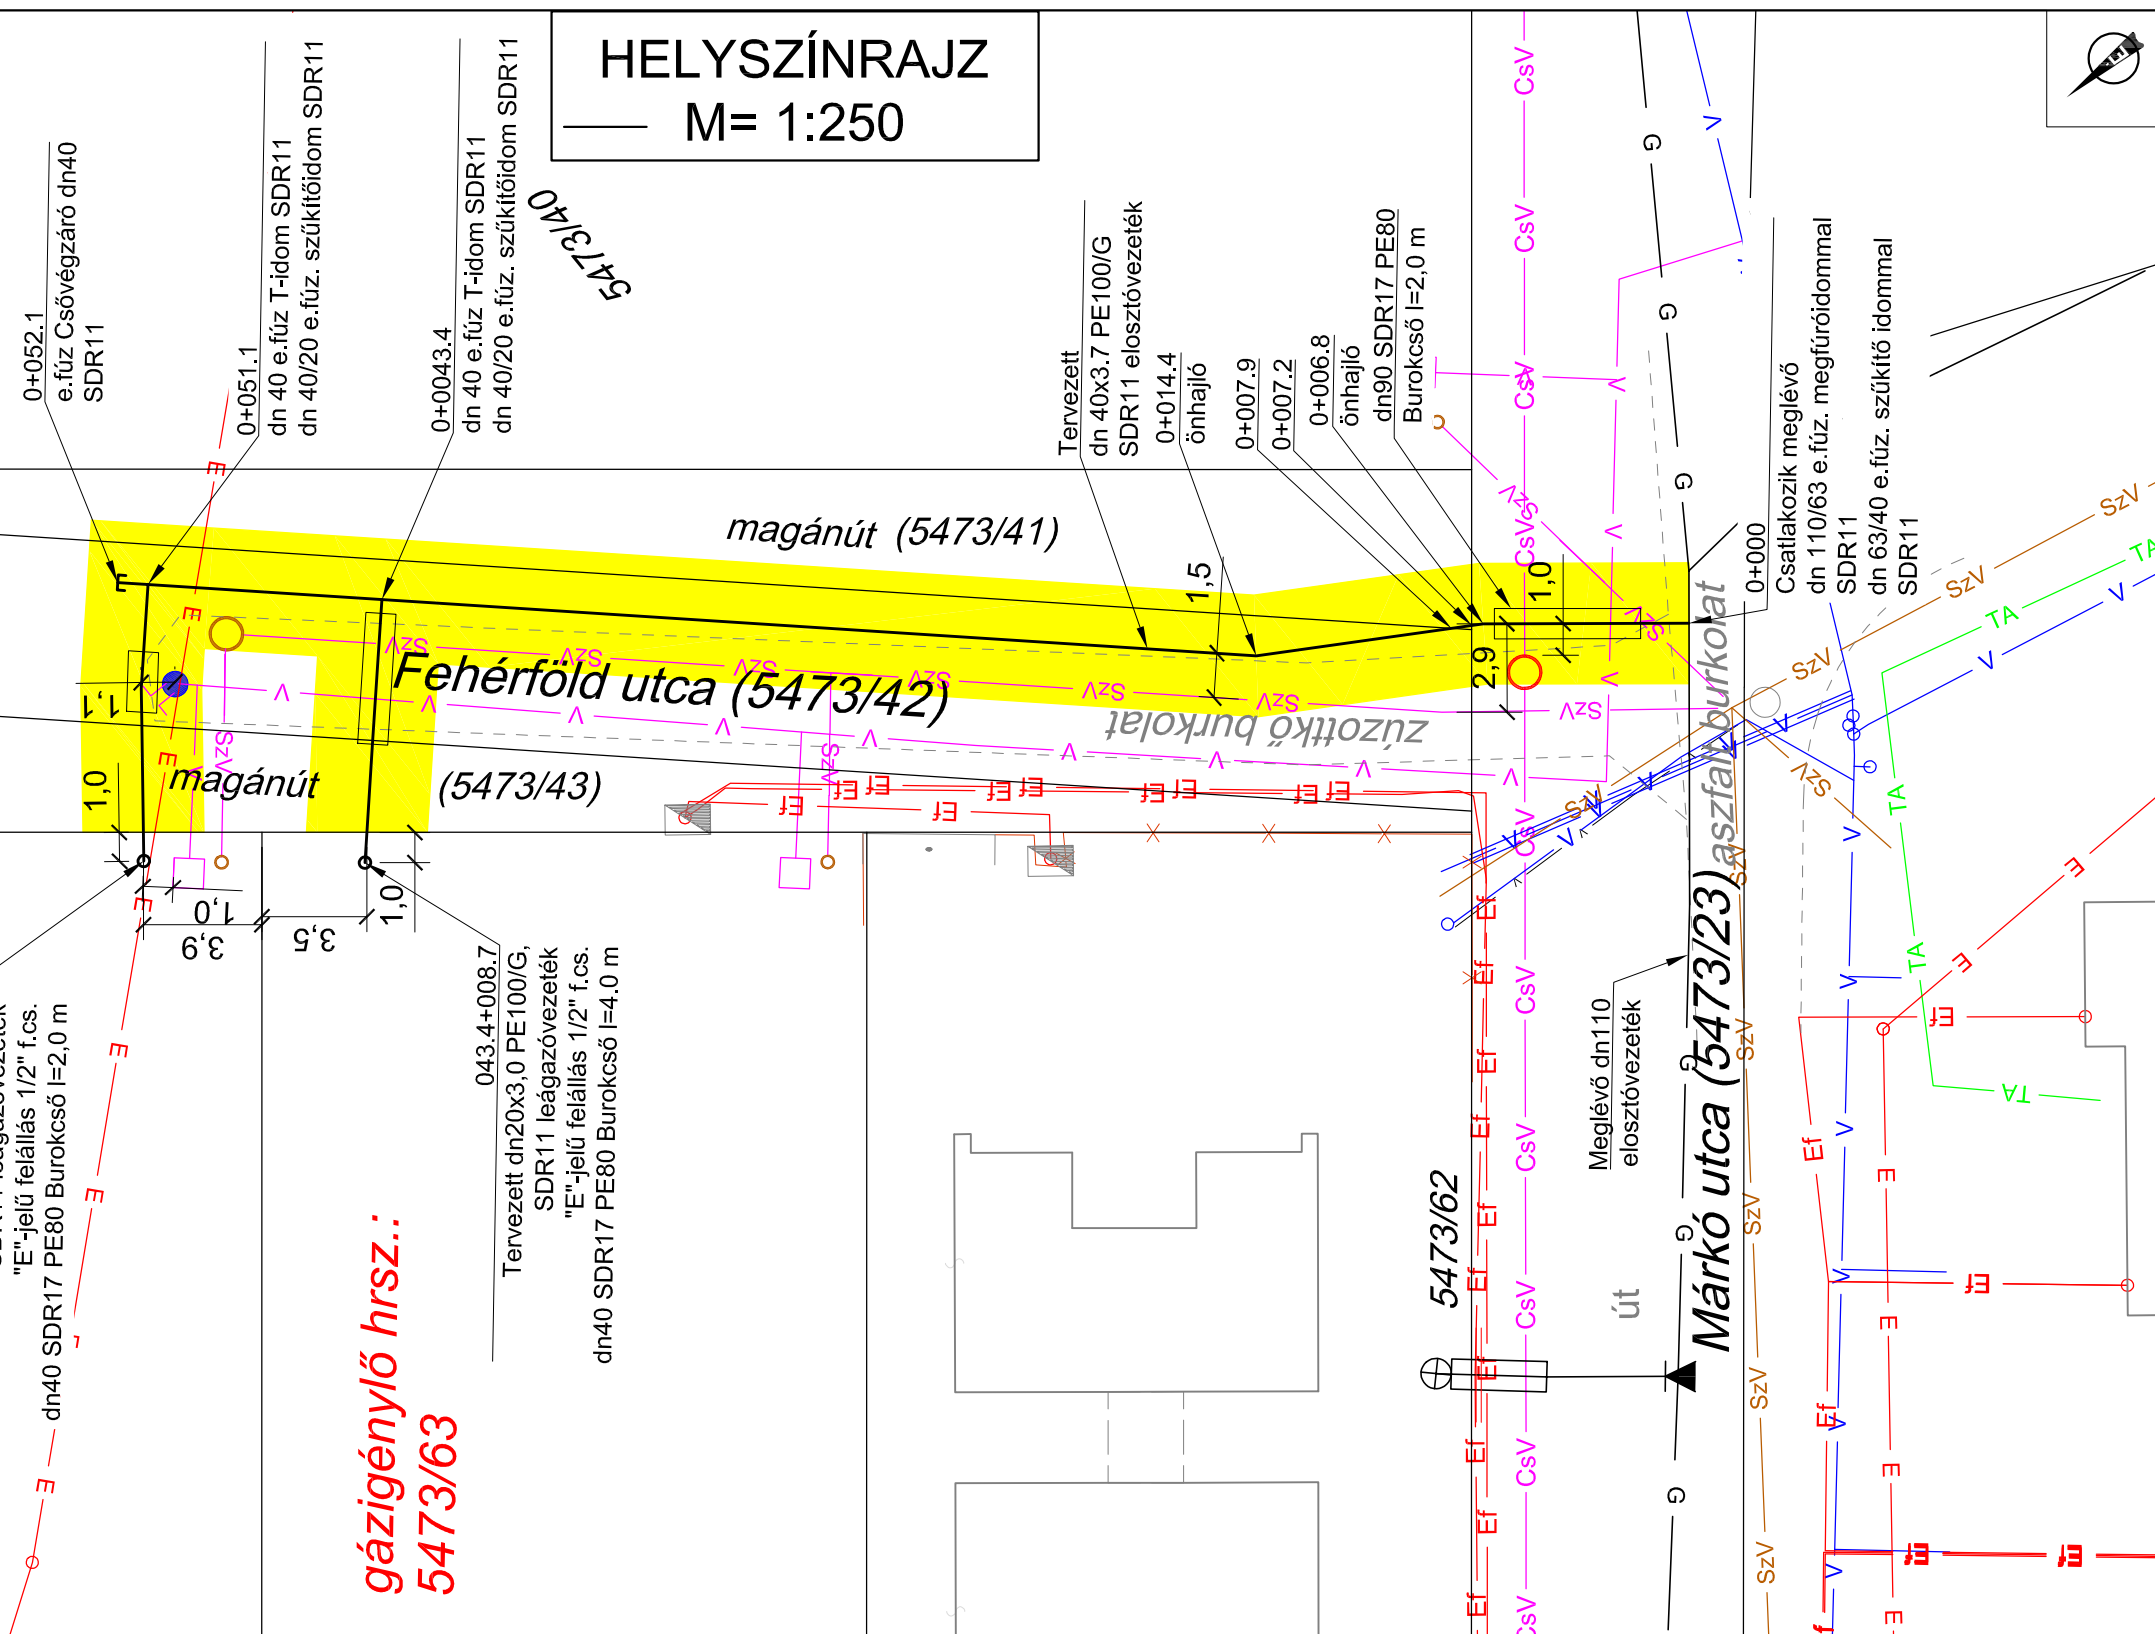 HELYSZÍNRAJZ
M= 1:250
0+052.1
e.fúz Csővégzáró dn40
SDR11
0+051.1
dn 40 e.fúz T-idom SDR11
dn 40/20 e.fúz. szűkítőidom SDR11
0+0043.4
dn 40 e.fúz T-idom SDR11
dn 40/20 e.fúz. szűkítőidom SDR11
5473/40
Tervezett
dn 40x3.7 PE100/G
SDR11 elosztóvezeték
0+014.4
önhajló
0+007.9
0+007.2
0+006.8
önhajló
dn90 SDR17 PE80
Burokcső l=2,0 m
0+000
Csatlakozik meglévő
dn 110/63 e.fúz. megfúróidommal
SDR11
dn 63/40 e.fúz. szűkítő idommal
SDR11
magánút (5473/41)
Fehérföld utca (5473/42)
zúzottkő burkolat
magánút (5473/43)
1,5
1,0
2,9
1,1
1,0
1,0
3,9
3,5
1,0
aszfalt burkolat
Márkó utca (5473/23)
Meglévő dn110
elosztóvezeték
út
5473/62
043.4+008.7
Tervezett dn20x3,0 PE100/G,
SDR11 leágazóvezeték
"E"-jelű felállás 1/2" f.cs.
dn40 SDR17 PE80 Burokcső l=4.0 m
"E"-jelű felállás 1/2" f.cs.
dn40 SDR17 PE80 Burokcső l=2,0 m
gázigénylő hrsz.:
5473/63
CsV
G
V
SzV
TA
E
Ef